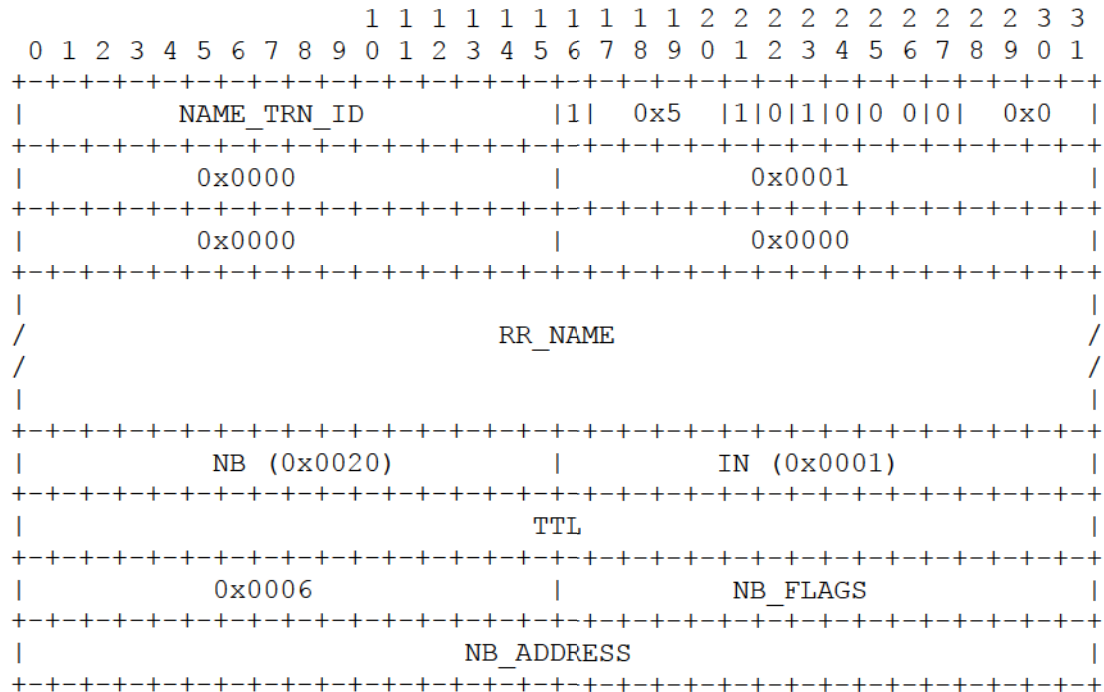 1 1 1 1 1 1 1 1 1 1 2 2 2 2 2 2 2 2 2 2 3 3
 0 1 2 3 4 5 6 7 8 9 0 1 2 3 4 5 6 7 8 9 0 1 2 3 4 5 6 7 8 9 0 1
+-+-+-+-+-+-+-+-+-+-+-+-+-+-+-+-+-+-+-+-+-+-+-+-+-+-+-+-+-+-+-+-+
|         NAME_TRN_ID           |1|  0x5  |1|0|1|0|0 0|0|  0x0  |
+-+-+-+-+-+-+-+-+-+-+-+-+-+-+-+-+-+-+-+-+-+-+-+-+-+-+-+-+-+-+-+-+
|          0x0000               |           0x0001              |
+-+-+-+-+-+-+-+-+-+-+-+-+-+-+-+-+-+-+-+-+-+-+-+-+-+-+-+-+-+-+-+-+
|          0x0000               |           0x0000              |
+-+-+-+-+-+-+-+-+-+-+-+-+-+-+-+-+-+-+-+-+-+-+-+-+-+-+-+-+-+-+-+-+
|                                                               |
/                            RR_NAME                            /
/                                                               /
|                                                               |
+-+-+-+-+-+-+-+-+-+-+-+-+-+-+-+-+-+-+-+-+-+-+-+-+-+-+-+-+-+-+-+-+
|           NB (0x0020)         |         IN (0x0001)           |
+-+-+-+-+-+-+-+-+-+-+-+-+-+-+-+-+-+-+-+-+-+-+-+-+-+-+-+-+-+-+-+-+
|                              TTL                              |
+-+-+-+-+-+-+-+-+-+-+-+-+-+-+-+-+-+-+-+-+-+-+-+-+-+-+-+-+-+-+-+-+
|           0x0006              |          NB_FLAGS             |
+-+-+-+-+-+-+-+-+-+-+-+-+-+-+-+-+-+-+-+-+-+-+-+-+-+-+-+-+-+-+-+-+
|                          NB_ADDRESS                           |
+-+-+-+-+-+-+-+-+-+-+-+-+-+-+-+-+-+-+-+-+-+-+-+-+-+-+-+-+-+-+-+-+